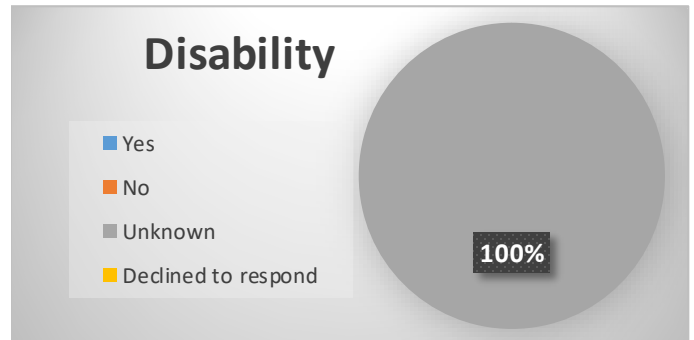 Disability
Yes
No
Unknown
Declined to respond
100%